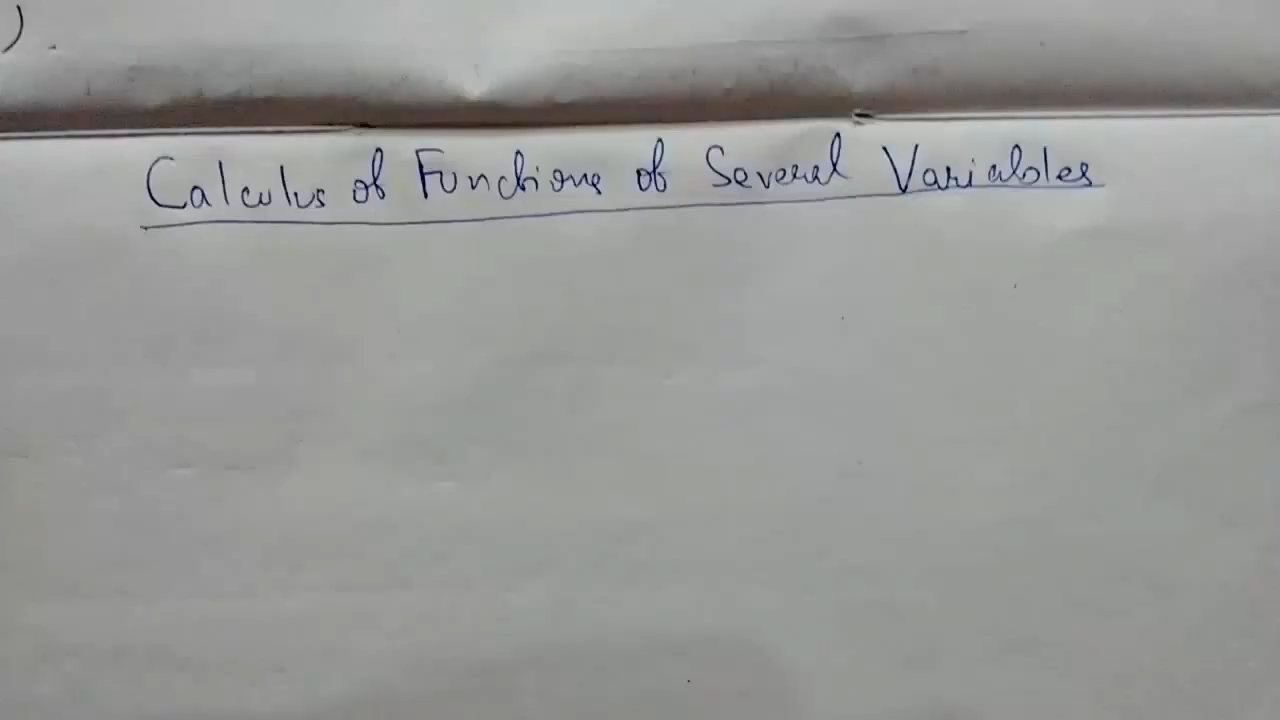 ).
Calculus of Functions of Several Variables